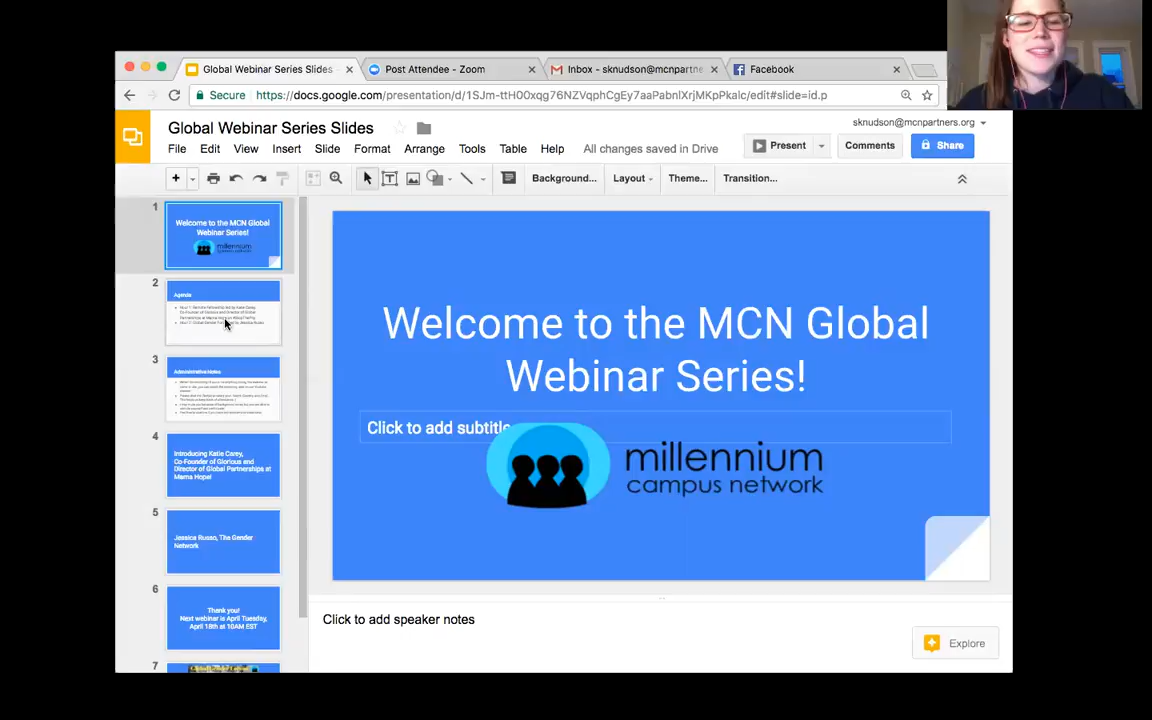 Global Webinar Series Slides
Post Attendee - Zoom
Inbox - sknudson@mcnpartne
Facebook
Secure
https://docs.google.com/presentation/d/1SJm-ttH00xqg76NZVqphCgEy7aaPabnlXrjMKpPkalc/edit#slide=id.p
sknudson@mcnpartners.org
Global Webinar Series Slides
File Edit View Insert Slide Format Arrange Tools Table Help All changes saved in Drive
Present
Comments
Share
Background... Layout Theme... Transition...
1
Welcome to the MCN Global
Webinar Series!
millennium
campus network
2
Agenda
3
Administrative Notes
4
Introducing Katie Carey,
Co-Founder of Glorious and
Director of Global Partnerships at
Mama Hope!
5
Jessica Russo, The Gender
Network
6
Thank you!
Next webinar is April Tuesday,
April 18th at 10AM EST
7
Welcome to the MCN Global
Webinar Series!
Click to add subtitle
millennium
campus network
Click to add speaker notes
Explore